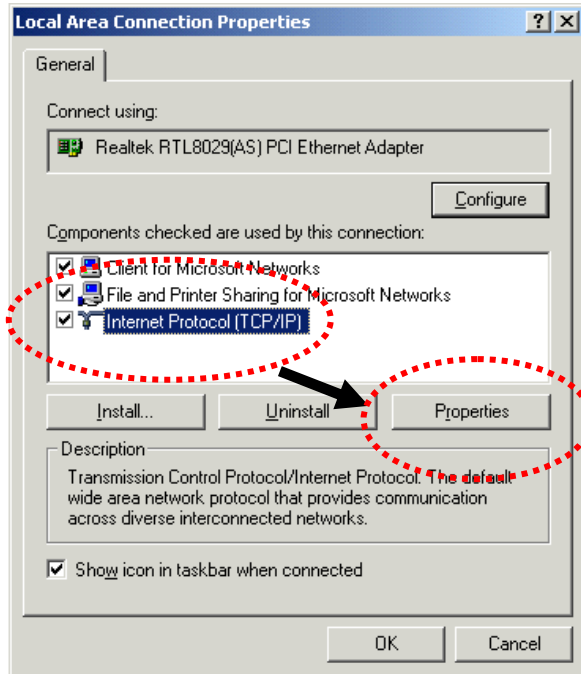 Local Area Connection Properties
General
Connect using:
Realtek RTL8029(AS) PCI Ethernet Adapter
Configure
Components checked are used by this connection:
Client for Microsoft Networks
File and Printer Sharing for Microsoft Networks
Internet Protocol (TCP/IP)
Install... Uninstall Properties
Description
Transmission Control Protocol/Internet Protocol. The default
wide area network protocol that provides communication
across diverse interconnected networks.
Show icon in taskbar when connected
OK Cancel